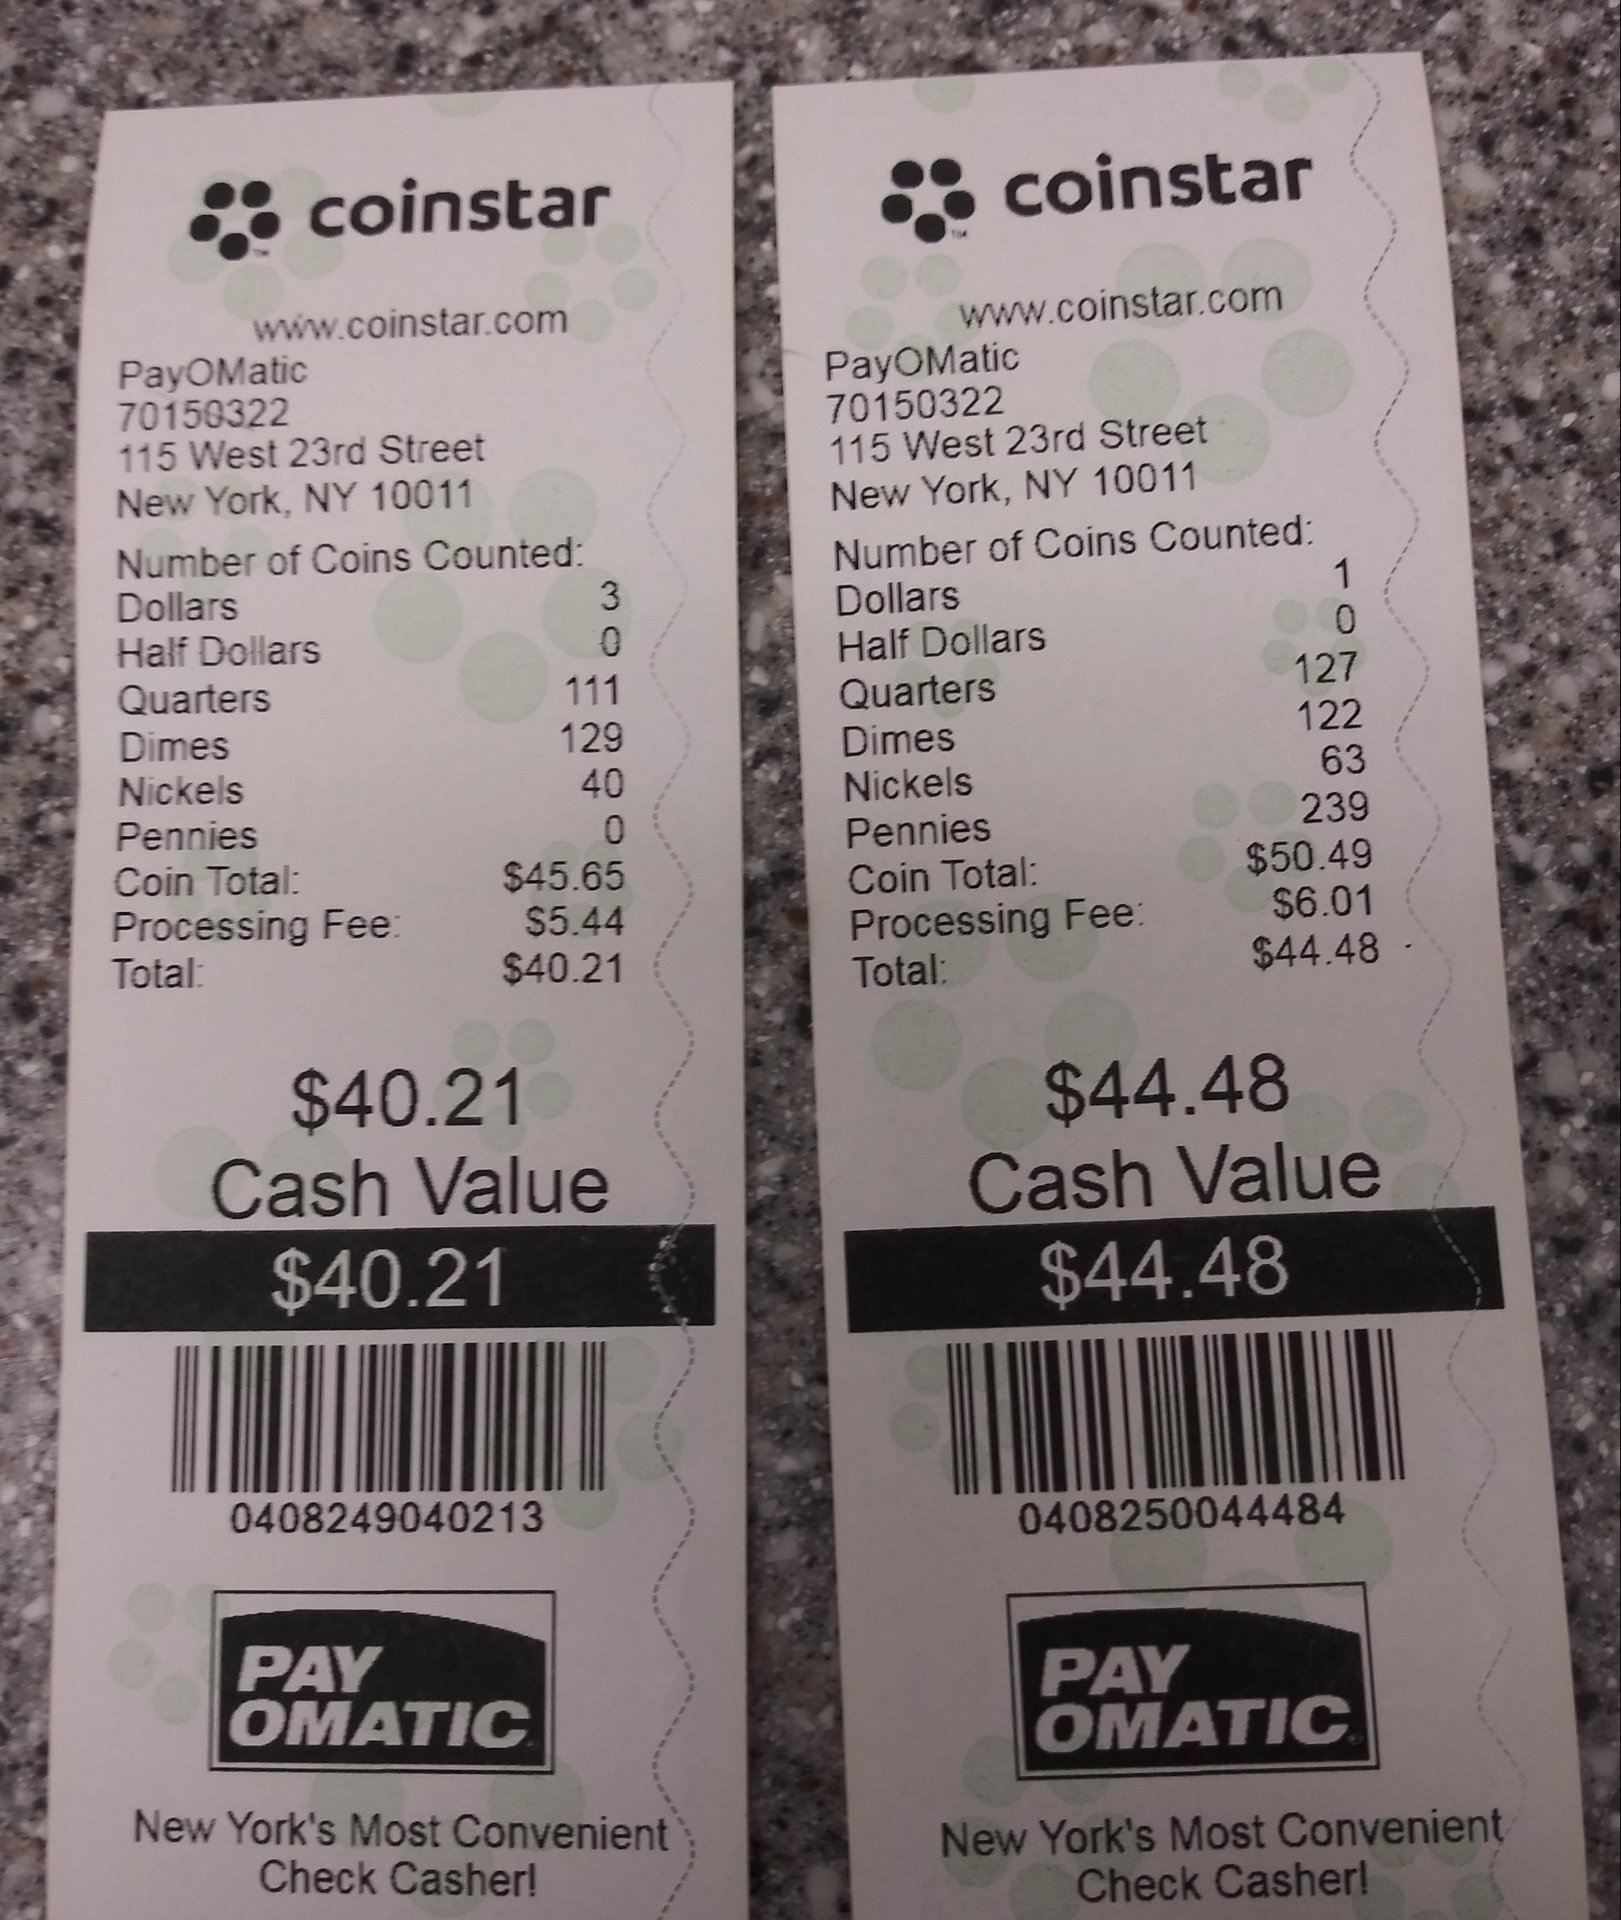 coinstar
TM
www.coinstar.com
PayOMatic
70150322
115 West 23rd Street
New York, NY 10011
Number of Coins Counted:
Dollars 3
Half Dollars 0
Quarters 111
Dimes 129
Nickels 40
Pennies 0
Coin Total: $45.65
Processing Fee: $5.44
Total: $40.21
$40.21
Cash Value
$40.21
0408249040213
PAY
OMATIC
New York's Most Convenient
Check Casher!
coinstar
TM
www.coinstar.com
PayOMatic
70150322
115 West 23rd Street
New York, NY 10011
Number of Coins Counted:
Dollars 1
Half Dollars 0
Quarters 127
Dimes 122
Nickels 63
Pennies 239
Coin Total: $50.49
Processing Fee: $6.01
Total: $44.48
$44.48
Cash Value
$44.48
0408250044484
PAY
OMATIC
New York's Most Convenient
Check Casher!